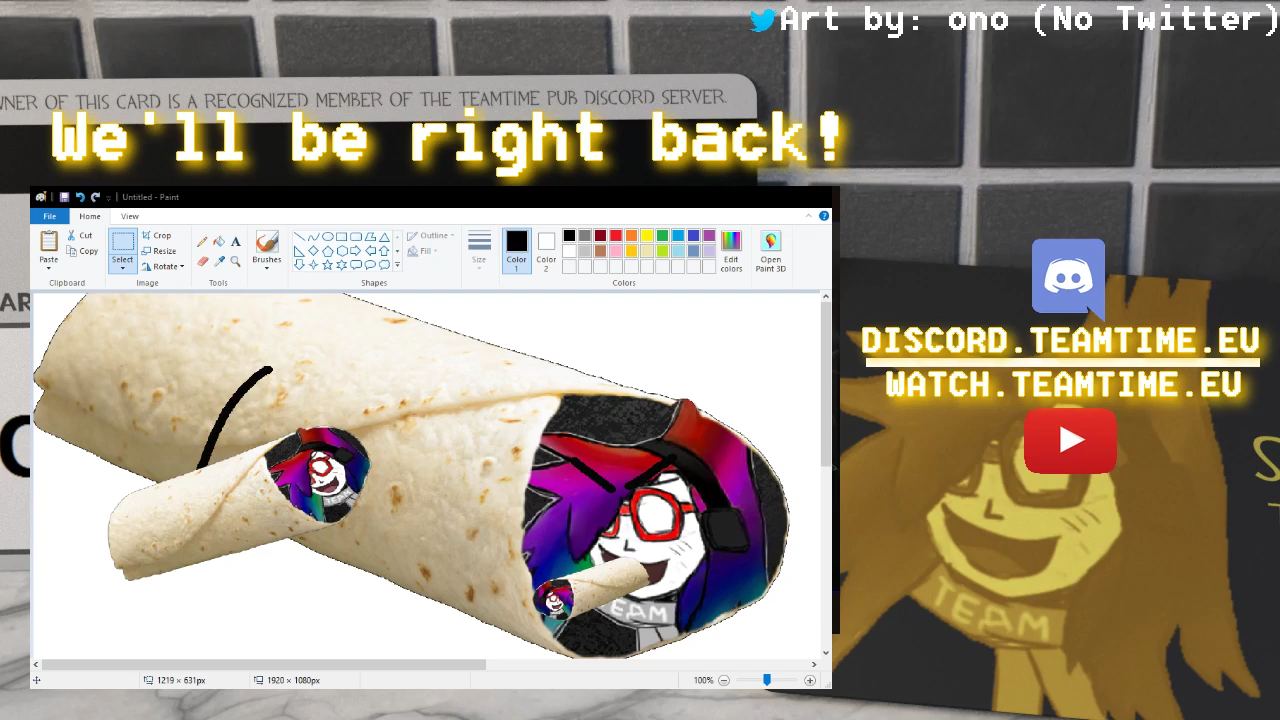 Art by: ono (No Twitter)
WNER OF THIS CARD IS A RECOGNIZED MEMBER OF THE TEAMTIME PUB DISCORD SERVER.
We'll be right back!
Untitled - Paint
File Home View
Paste
Cut
Copy
Clipboard
Select
Crop
Resize
Rotate
Image
Tools
Brushes
Shapes
Outline
Fill
Size
Color 1
Color 2
Edit colors
Open Paint 3D
Colors
AR
DISCORD.TEAMTIME.EU
WATCH.TEAMTIME.EU
TEAM
TEAM
1219 × 631px
1920 × 1080px
100%